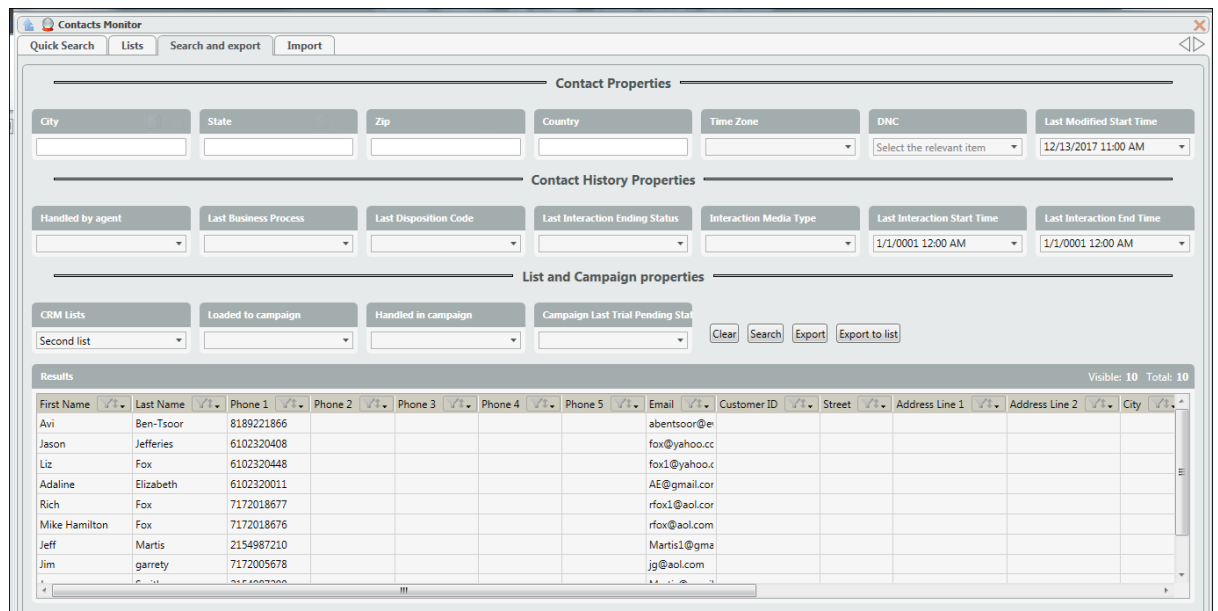 Contacts Monitor
Quick Search Lists Search and export Import
Contact Properties
City State Zip Country Time Zone DNC Last Modified Start Time
Select the relevant item 12/13/2017 11:00 AM
Contact History Properties
Handled by agent Last Business Process Last Disposition Code Last Interaction Ending Status Interaction Media Type Last Interaction Start Time Last Interaction End Time
1/1/0001 12:00 AM 1/1/0001 12:00 AM
List and Campaign properties
CRM Lists Loaded to campaign Handled in campaign Campaign Last Trial Pending Stat
Second list Clear Search Export Export to list
Results Visible: 10 Total: 10
First Name Last Name Phone 1 Phone 2 Phone 3 Phone 4 Phone 5 Email Customer ID Street Address Line 1 Address Line 2 City
Avi Ben-Tsoor 8189221866 abentsoor@e
Jason Jefferies 6102320408 fox@yahoo.cc
Liz Fox 6102320448 fox1@yahoo.c
Adaline Elizabeth 6102320011 AE@gmail.cor
Rich Fox 7172018677 rfox1@aol.cor
Mike Hamilton Fox 7172018676 rfox@aol.com
Jeff Martis 2154987210 Martis1@gma
Jim garrety 7172005678 jg@aol.com